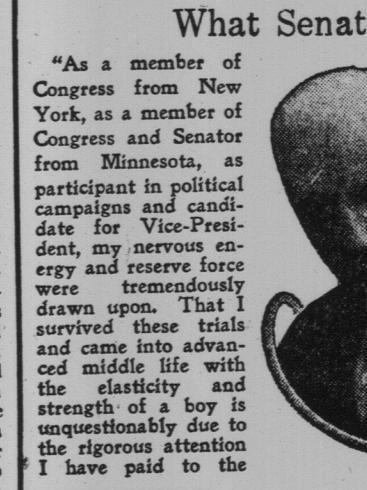 What Senat
"As a member of
Congress from New
York, as a member of
Congress and Senator
from Minnesota, as
participant in political
campaigns and candi-
date for Vice-Presi-
dent, my nervous en-
ergy and reserve force
were tremendously
drawn upon. That I
survived these trials
and came into advan-
ced middle life with
the elasticity and
strength of a boy is
unquestionably due to
the rigorous attention
I have paid to the